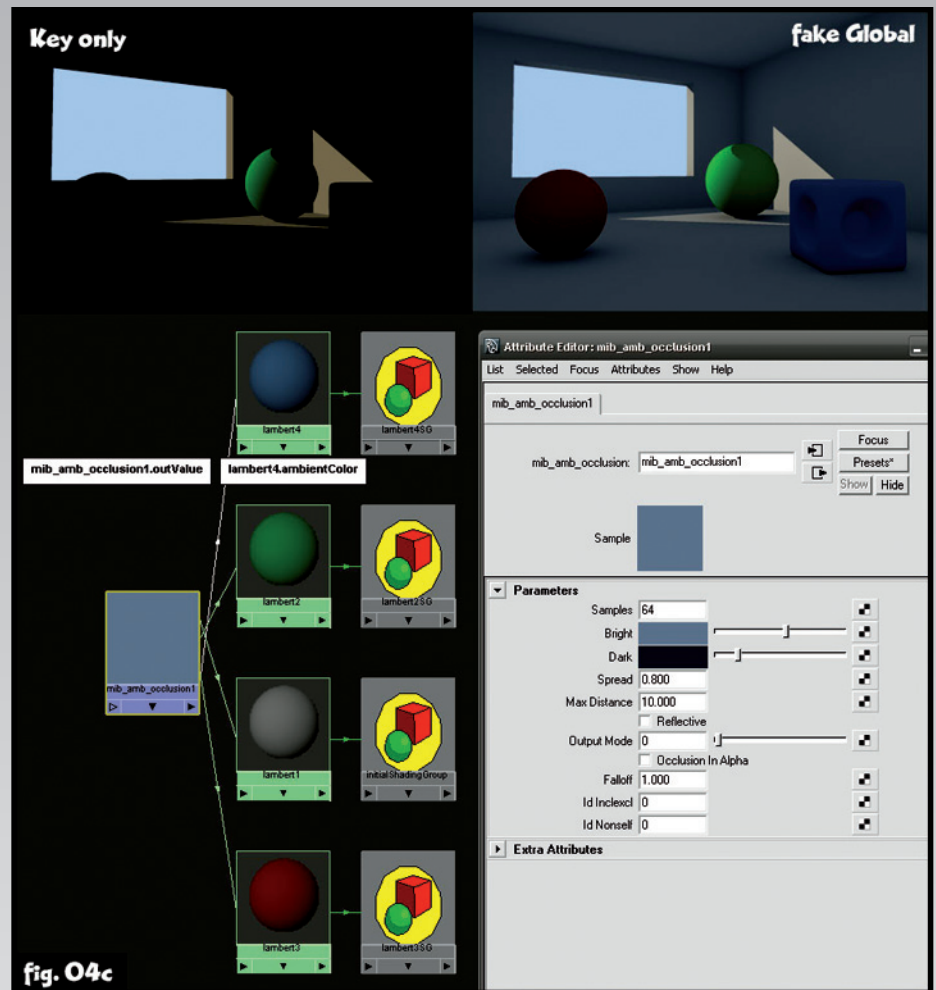 Key only
fake Global
lambert4
lambert4SG
mib_amb_occlusion1.outValue
lambert4.ambientColor
lambert2
lambert2SG
mib_amb_occlusion1
lambert1
initialShadingGroup
lambert3
lambert3SG
fig. 04c
Attribute Editor: mib_amb_occlusion1
List Selected Focus Attributes Show Help
mib_amb_occlusion1
mib_amb_occlusion: mib_amb_occlusion1
Focus
Presets*
Show Hide
Sample
Parameters
Samples 64
Bright
Dark
Spread 0.800
Max Distance 10.000
Reflective
Output Mode 0
Occlusion In Alpha
Falloff 1.000
Id Inclexcl 0
Id Nonself 0
Extra Attributes